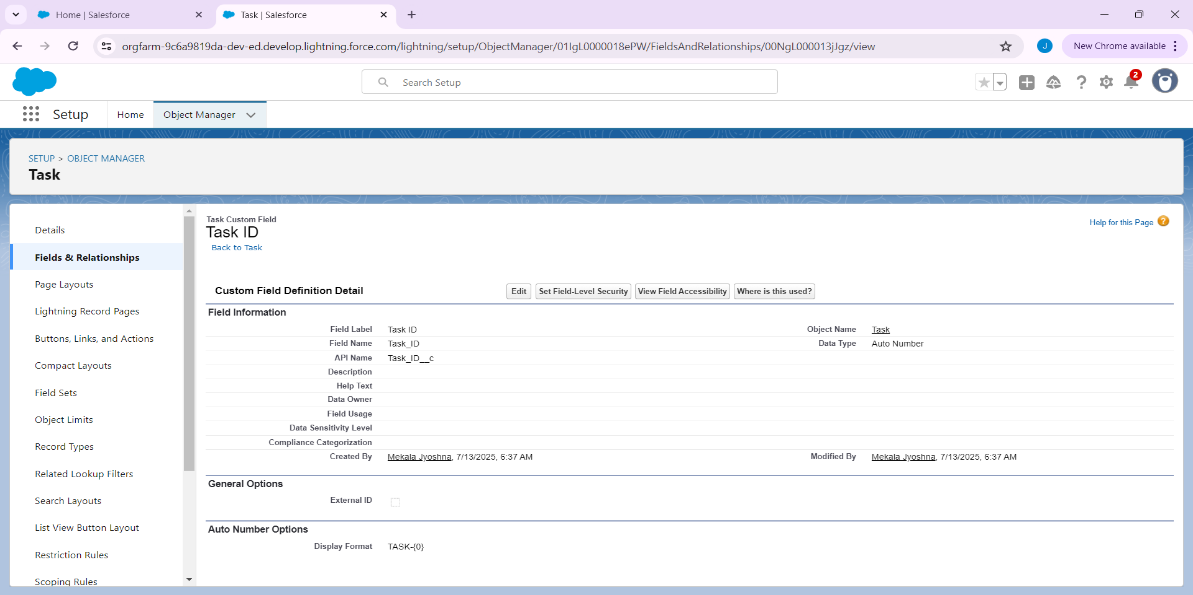 Home | Salesforce
Task | Salesforce
orgfarm-9c6a9819da-dev-ed.develop.lightning.force.com/lightning/setup/ObjectManager/01IgL0000018ePW/FieldsAndRelationships/00NgL000013jJgz/view
J
New Chrome available
Search Setup
2
Setup
Home
Object Manager
SETUP > OBJECT MANAGER
Task
Details
Fields & Relationships
Page Layouts
Lightning Record Pages
Buttons, Links, and Actions
Compact Layouts
Field Sets
Object Limits
Record Types
Related Lookup Filters
Search Layouts
List View Button Layout
Restriction Rules
Scoping Rules
Task Custom Field
Task ID
Back to Task
Help for this Page ?
Custom Field Definition Detail
Edit
Set Field-Level Security
View Field Accessibility
Where is this used?
Field Information
Field Label Task ID Object Name Task
Field Name Task_ID Data Type Auto Number
API Name Task_ID__c
Description
Help Text
Data Owner
Field Usage
Data Sensitivity Level
Compliance Categorization
Created By Mekala Jyoshna, 7/13/2025, 6:37 AM Modified By Mekala Jyoshna, 7/13/2025, 6:37 AM
General Options
External ID
Auto Number Options
Display Format TASK-{0}